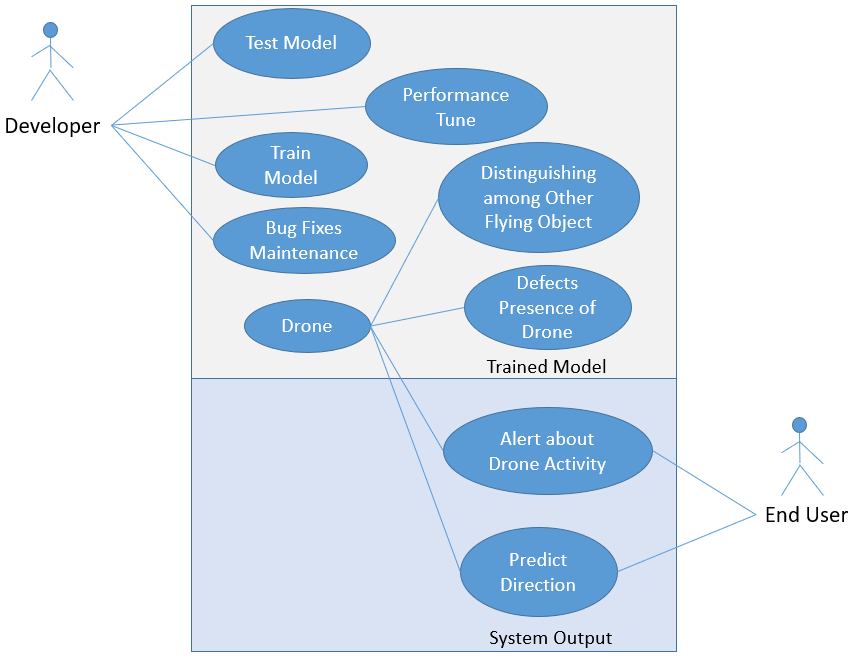 Test Model
Developer
Performance
Tune
Train
Model
Distinguishing
among Other
Flying Object
Bug Fixes
Maintenance
Defects
Presence of
Drone
Drone
Trained Model
Alert about
Drone Activity
End User
Predict
Direction
System Output